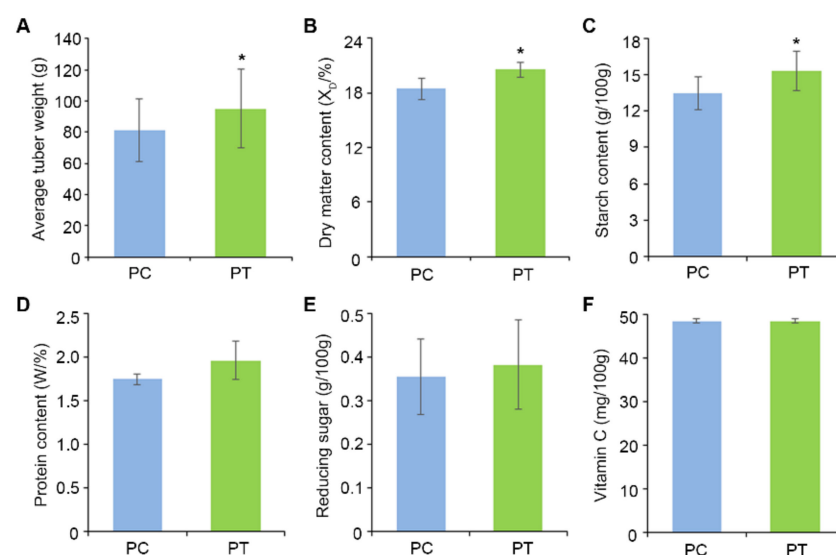 A
Average tuber weight (g)
140
120
100
80
60
40
20
0
*
PC
PT
B
Dry matter content (XD/%)
24
18
12
6
0
*
PC
PT
C
Starch content (g/100g)
18
15
12
9
6
3
0
*
PC
PT
D
Protein content (W/%)
2.5
2.0
1.5
1.0
0.5
0
PC
PT
E
Reducing sugar (g/100g)
0.5
0.4
0.3
0.2
0.1
0
PC
PT
F
Vitamin C (mg/100g)
50
40
30
20
10
0
PC
PT